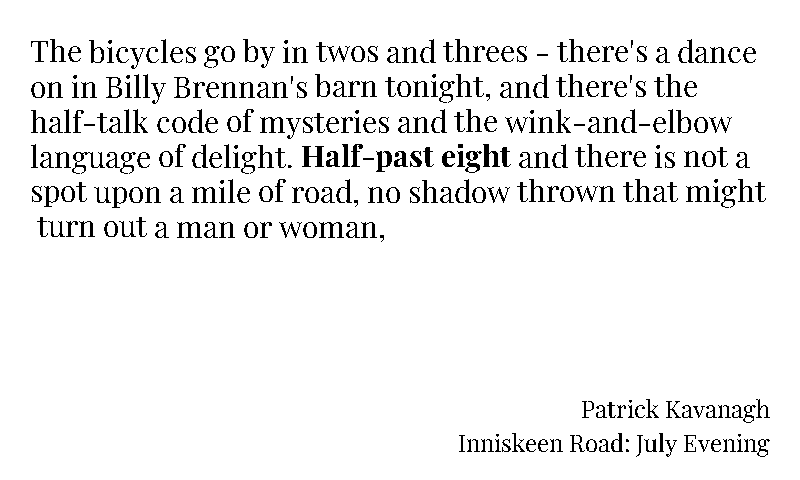 The bicycles go by in twos and threes - there's a dance
on in Billy Brennan's barn tonight, and there's the
half-talk code of mysteries and the wink-and-elbow
language of delight. Half-past eight and there is not a
spot upon a mile of road, no shadow thrown that might
turn out a man or woman,
Patrick Kavanagh
Inniskeen Road: July Evening